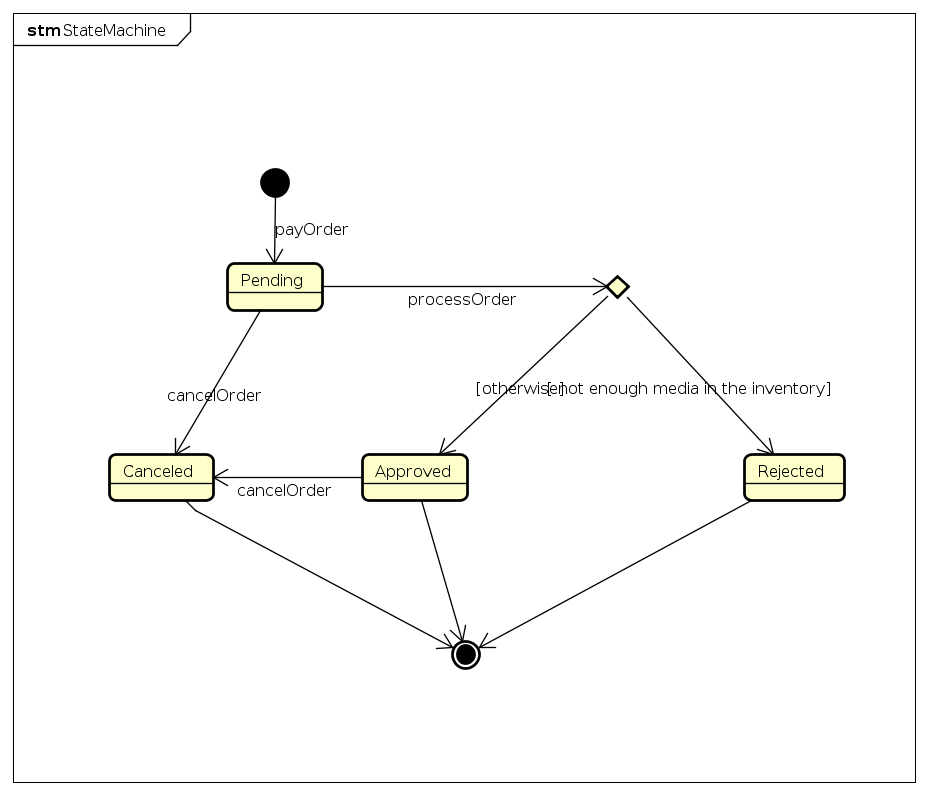 stm StateMachine
payOrder
Pending
processOrder
[otherwise]
[ not enough media in the inventory]
cancelOrder
Canceled
Approved
Rejected
cancelOrder